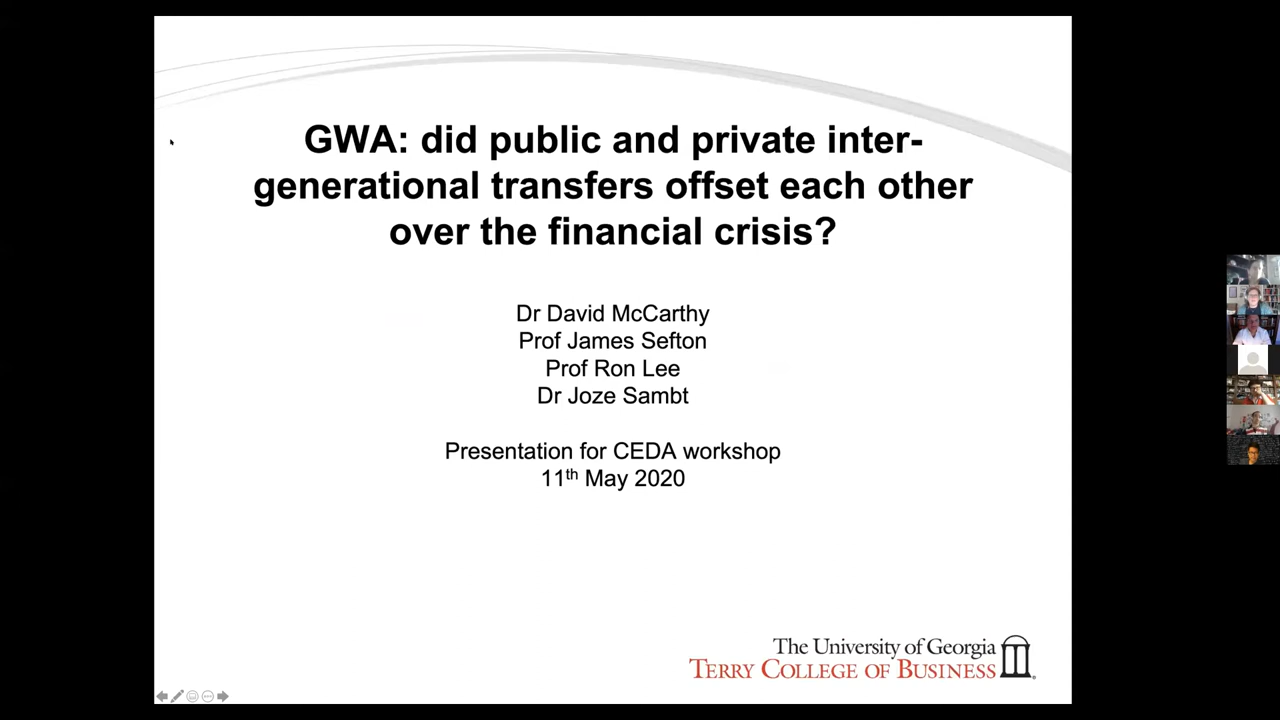 GWA: did public and private inter-
generational transfers offset each other
over the financial crisis?
Dr David McCarthy
Prof James Sefton
Prof Ron Lee
Dr Joze Sambt
Presentation for CEDA workshop
11th May 2020
The University of Georgia
TERRY COLLEGE OF BUSINESS